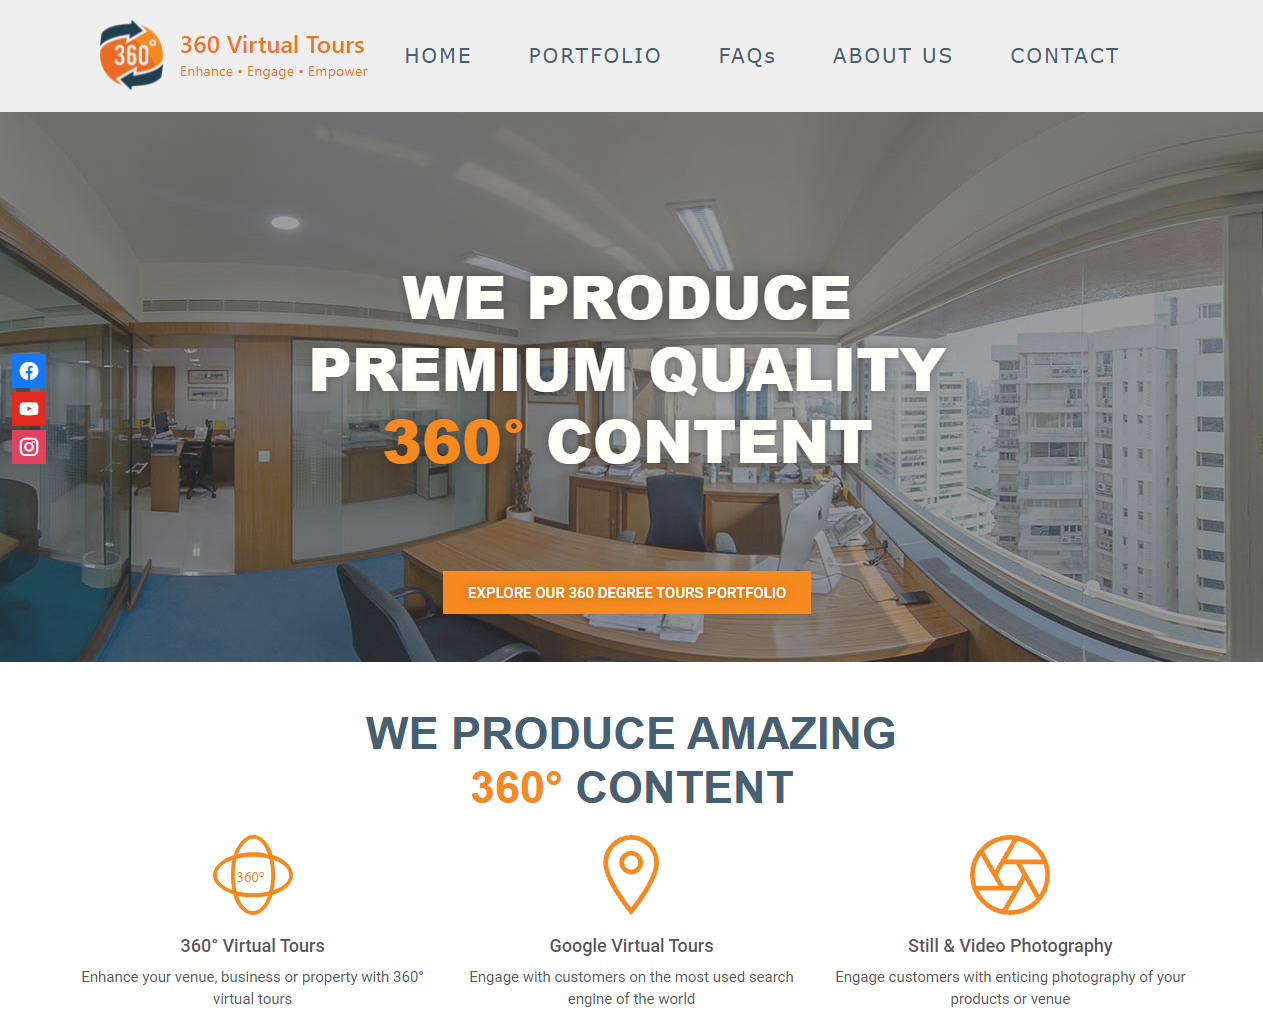 360°
360 Virtual Tours
Enhance • Engage • Empower
HOME
PORTFOLIO
FAQs
ABOUT US
CONTACT
WE PRODUCE
PREMIUM QUALITY
360° CONTENT
EXPLORE OUR 360 DEGREE TOURS PORTFOLIO
WE PRODUCE AMAZING
360° CONTENT
360°
360° Virtual Tours
Enhance your venue, business or property with 360°
virtual tours
Google Virtual Tours
Engage with customers on the most used search
engine of the world
Still & Video Photography
Engage customers with enticing photography of your
products or venue